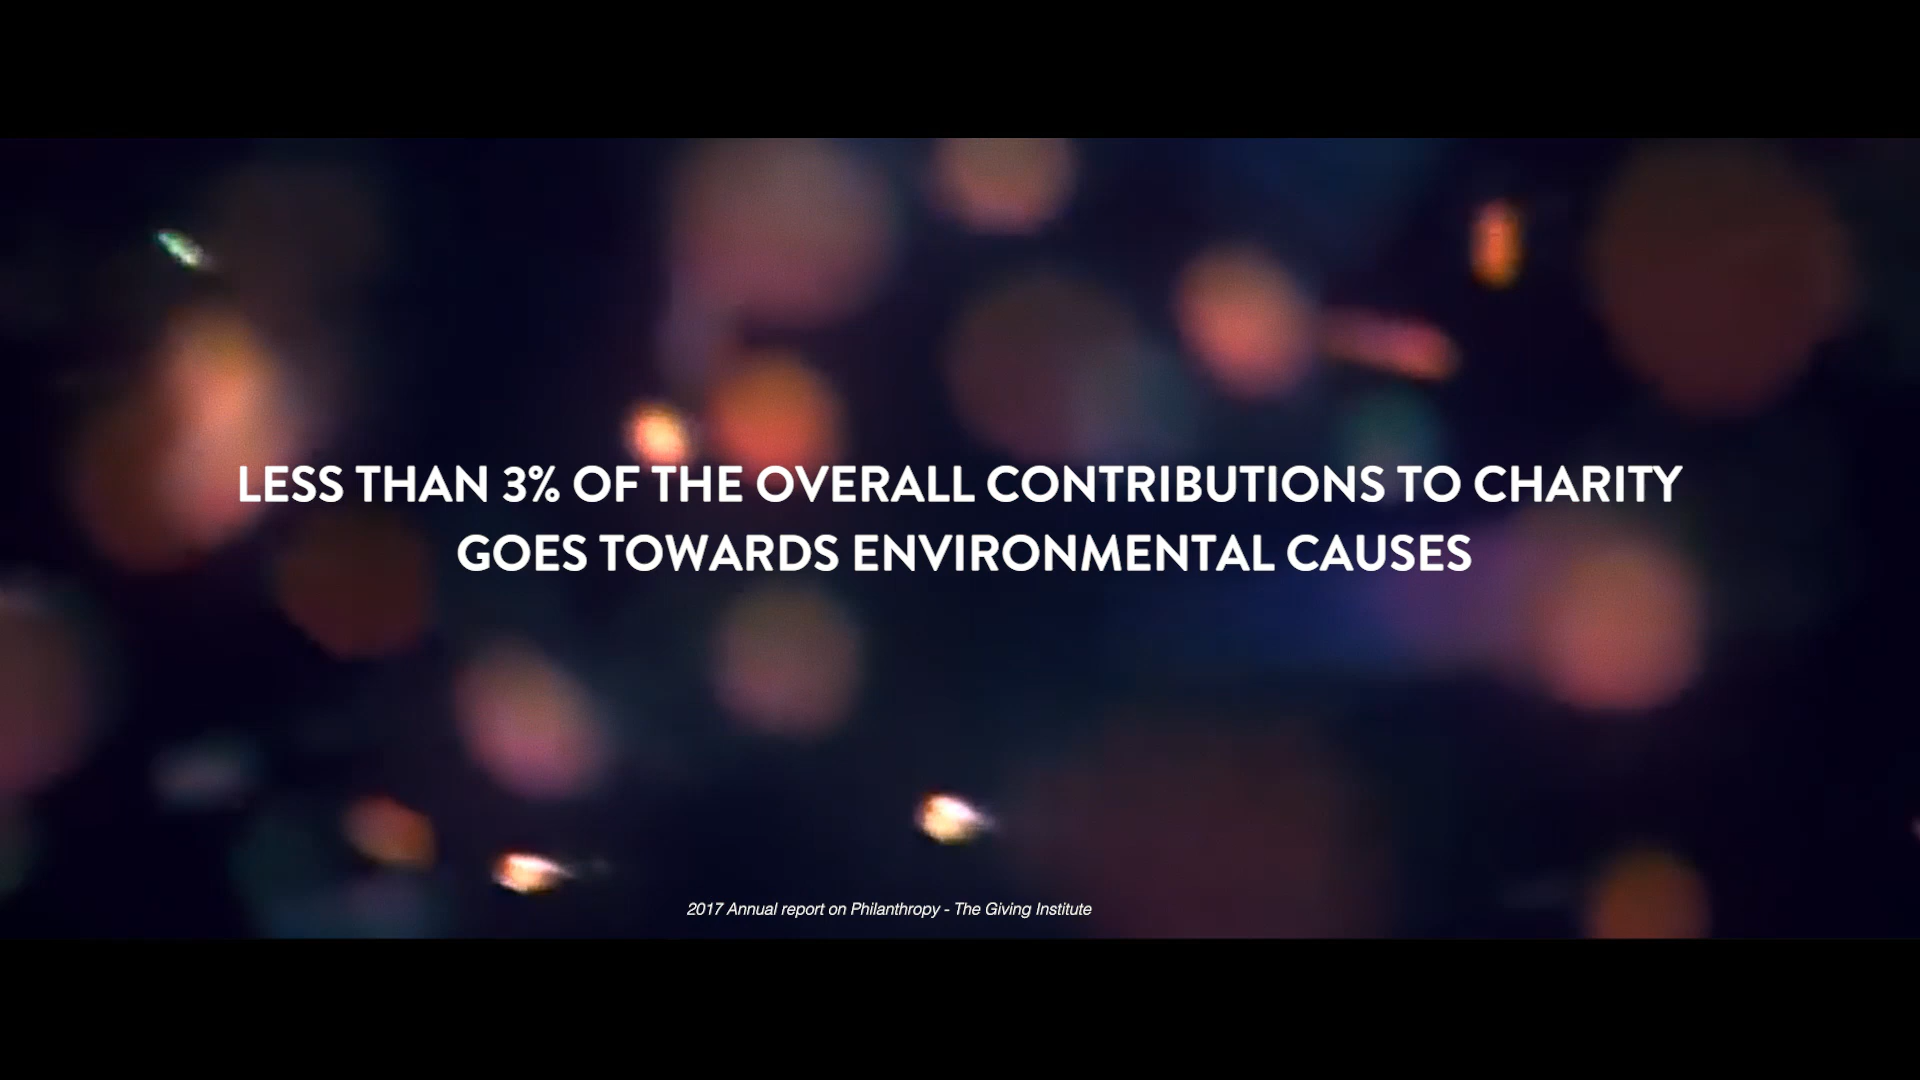 LESS THAN 3% OF THE OVERALL CONTRIBUTIONS TO CHARITY
GOES TOWARDS ENVIRONMENTAL CAUSES
2017 Annual report on Philanthropy - The Giving Institute